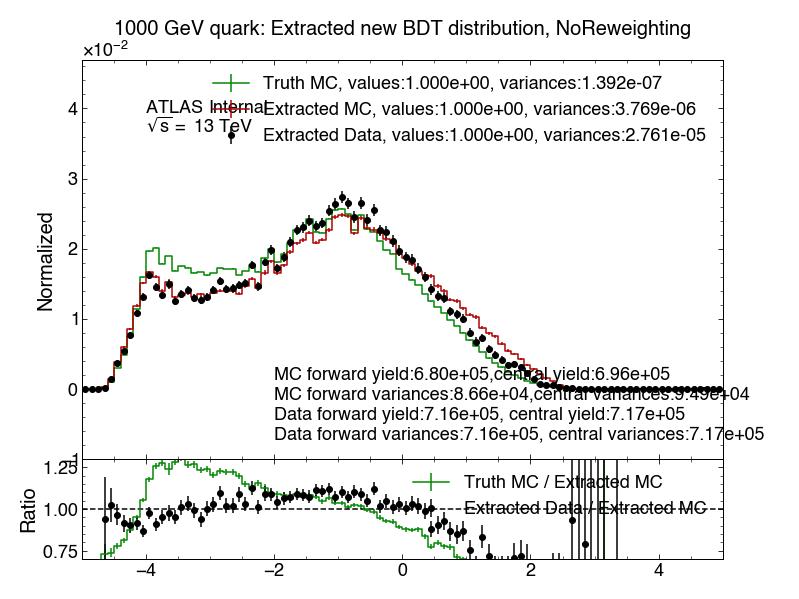 1000 GeV quark: Extracted new BDT distribution, NoReweighting
×10⁻²
Truth MC, values:1.000e+00, variances:1.392e-07
ATLAS Internal
Extracted MC, values:1.000e+00, variances:3.769e-06
√s = 13 TeV
Extracted Data, values:1.000e+00, variances:2.761e-05
Normalized
4
3
2
1
0
MC forward yield:6.80e+05,central yield:6.96e+05
MC forward variances:8.66e+04,central variances:9.49e+04
Data forward yield:7.16e+05, central yield:7.17e+05
Data forward variances:7.16e+05, central variances:7.17e+05
Ratio
1.25
1.00
0.75
Truth MC / Extracted MC
Extracted Data / Extracted MC
−4 −2 0 2 4